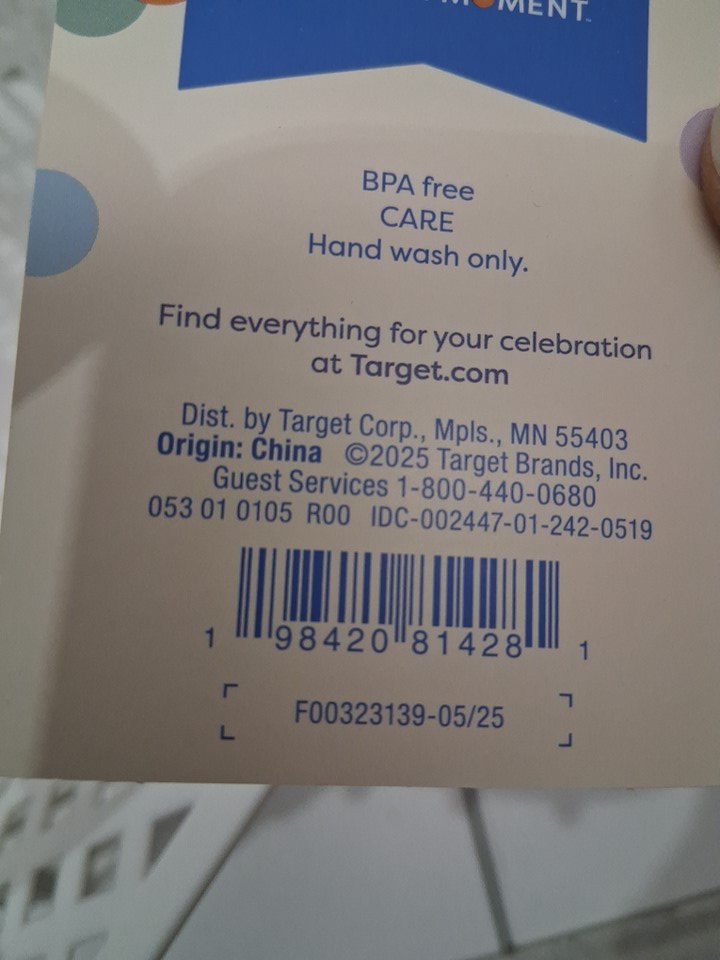 MOMENT™
BPA free
CARE
Hand wash only.
Find everything for your celebration
at Target.com
Dist. by Target Corp., Mpls., MN 55403
Origin: China ©2025 Target Brands, Inc.
Guest Services 1-800-440-0680
053 01 0105 R00 IDC-002447-01-242-0519
1 98420 81428 1
F00323139-05/25